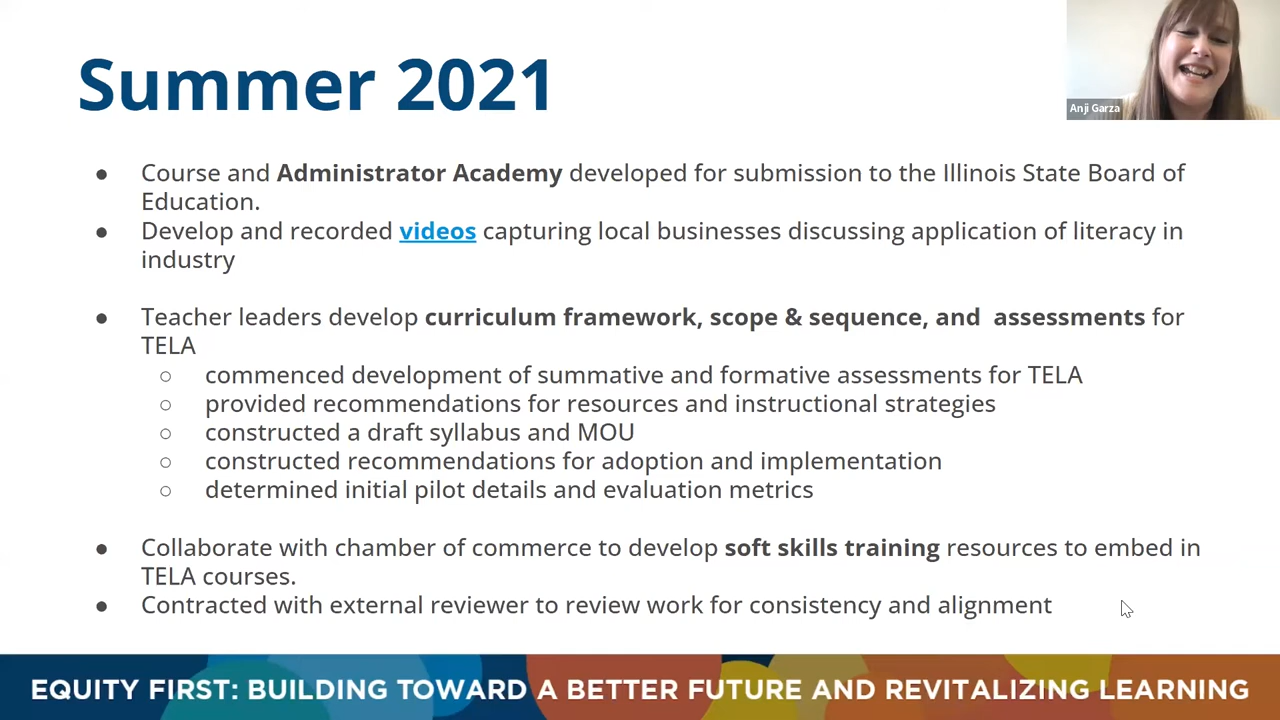 Summer 2021
Anji Garza
● Course and Administrator Academy developed for submission to the Illinois State Board of
Education.
● Develop and recorded videos capturing local businesses discussing application of literacy in
industry
● Teacher leaders develop curriculum framework, scope & sequence, and  assessments for
TELA
○ commenced development of summative and formative assessments for TELA
○ provided recommendations for resources and instructional strategies
○ constructed a draft syllabus and MOU
○ constructed recommendations for adoption and implementation
○ determined initial pilot details and evaluation metrics
● Collaborate with chamber of commerce to develop soft skills training resources to embed in
TELA courses.
● Contracted with external reviewer to review work for consistency and alignment
EQUITY FIRST: BUILDING TOWARD A BETTER FUTURE AND REVITALIZING LEARNING